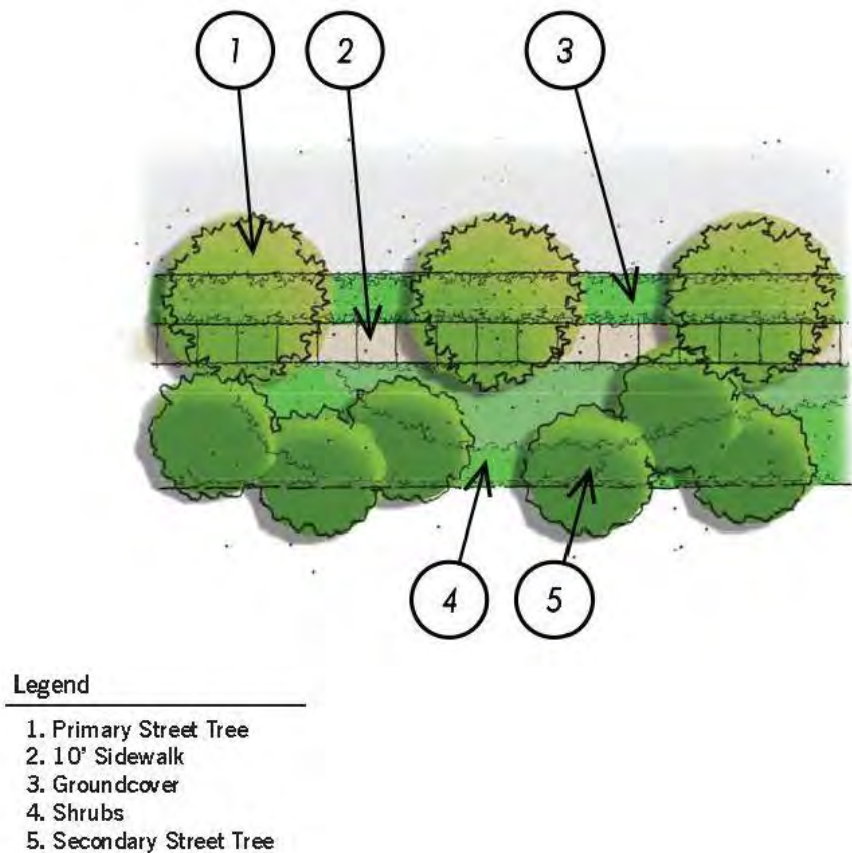 1
2
3
4
5
Legend
1. Primary Street Tree
2. 10' Sidewalk
3. Groundcover
4. Shrubs
5. Secondary Street Tree